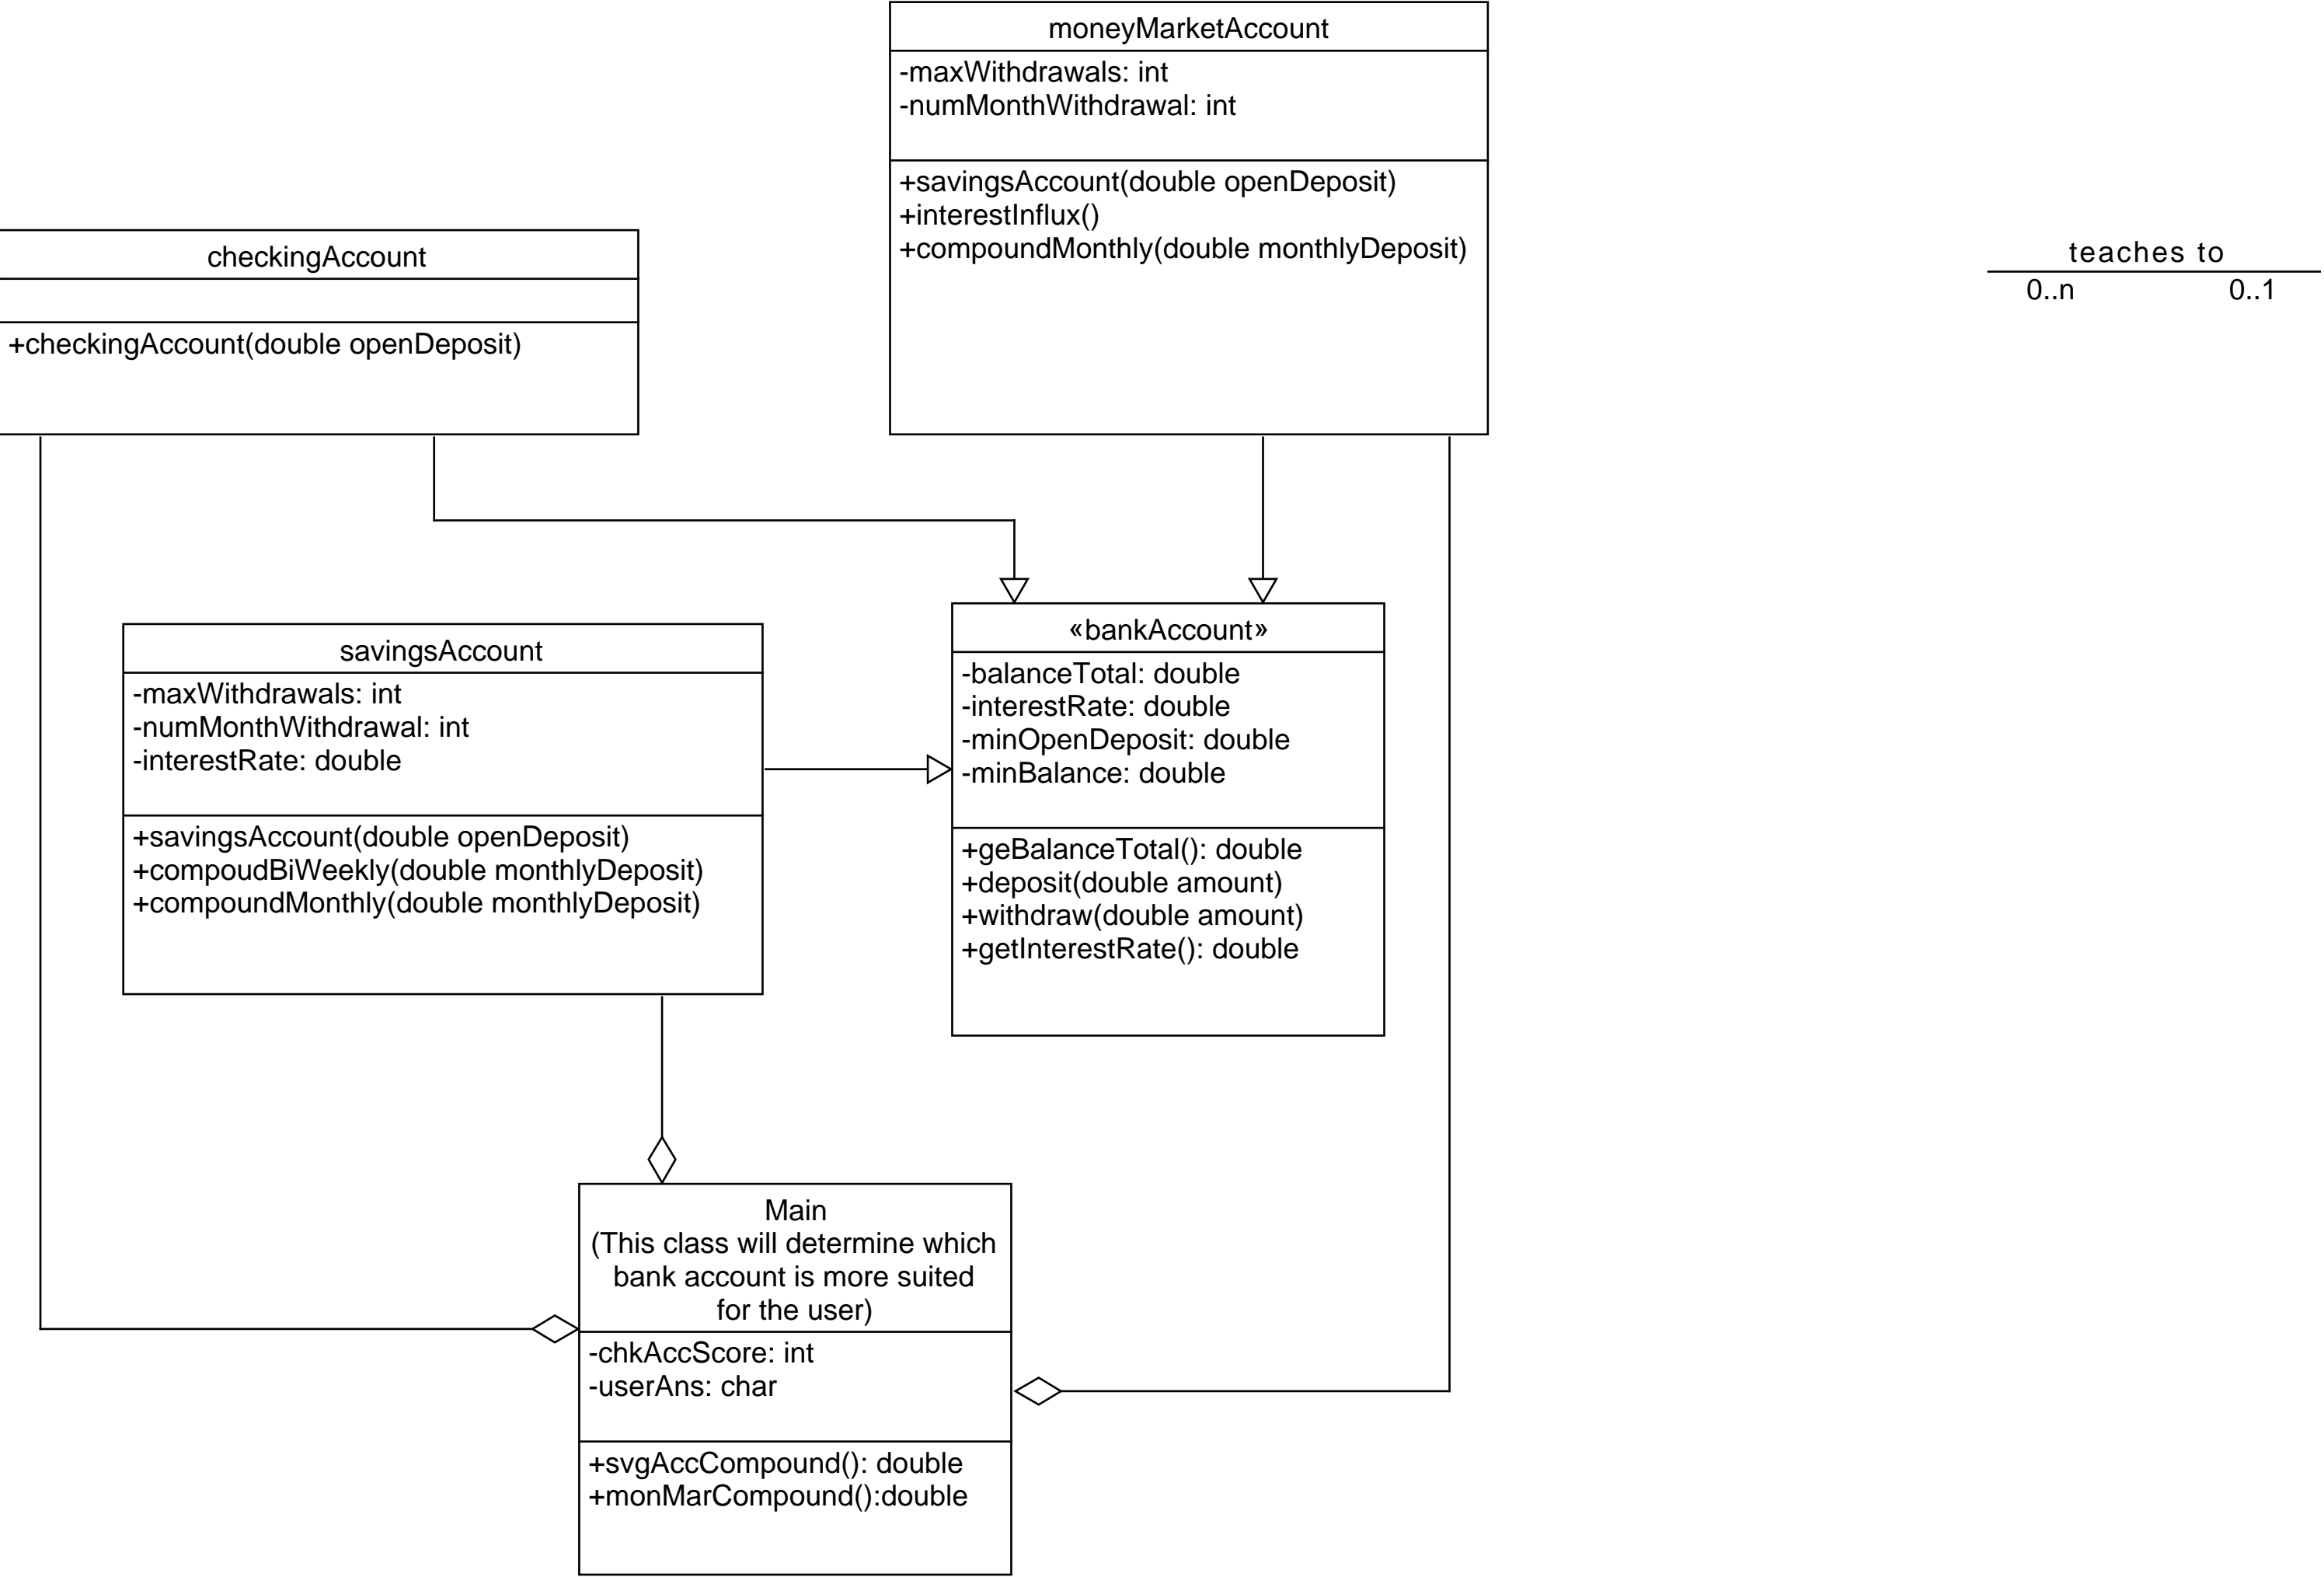 moneyMarketAccount
-maxWithdrawals: int
-numMonthWithdrawal: int
+savingsAccount(double openDeposit)
+interestInflux()
+compoundMonthly(double monthlyDeposit)
checkingAccount
+checkingAccount(double openDeposit)
teaches to
0..n
0..1
savingsAccount
-maxWithdrawals: int
-numMonthWithdrawal: int
-interestRate: double
+savingsAccount(double openDeposit)
+compoudBiWeekly(double monthlyDeposit)
+compoundMonthly(double monthlyDeposit)
«bankAccount»
-balanceTotal: double
-interestRate: double
-minOpenDeposit: double
-minBalance: double
+geBalanceTotal(): double
+deposit(double amount)
+withdraw(double amount)
+getInterestRate(): double
Main
(This class will determine which
bank account is more suited
for the user)
-chkAccScore: int
-userAns: char
+svgAccCompound(): double
+monMarCompound():double